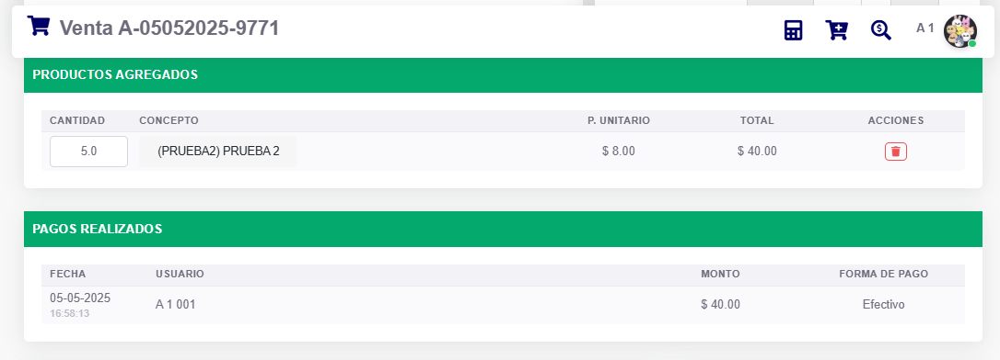 Venta A-05052025-9771
A 1
PRODUCTOS AGREGADOS
CANTIDAD CONCEPTO P. UNITARIO TOTAL ACCIONES
5.0 (PRUEBA2) PRUEBA 2 $ 8.00 $ 40.00
PAGOS REALIZADOS
FECHA USUARIO MONTO FORMA DE PAGO
05-05-2025 A 1 001 $ 40.00 Efectivo
16:58:13